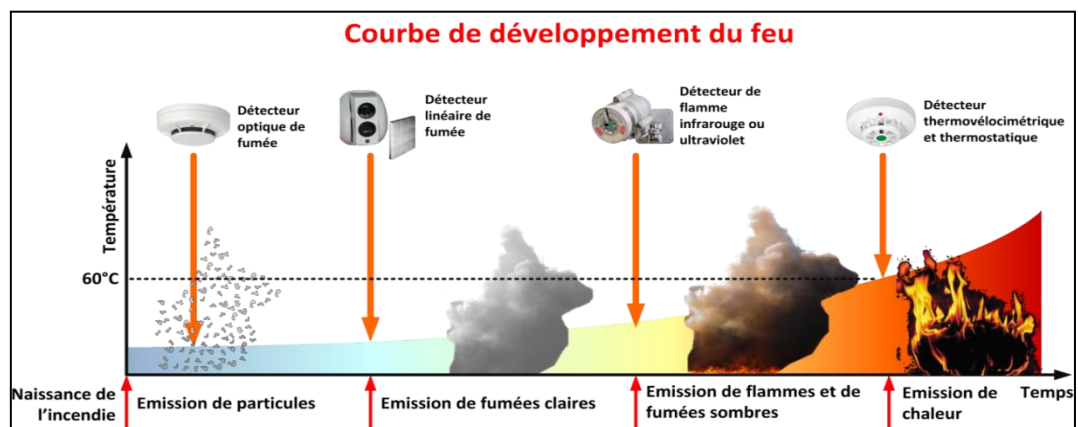 Courbe de développement du feu
Détecteur
optique de
fumée
Détecteur
linéaire de
fumée
Détecteur de
flamme
infrarouge ou
ultraviolet
Détecteur
thermovélocimétrique
et thermostatique
Température
60°C
Naissance de
l'incendie
Emission de particules
Emission de fumées claires
Emission de flammes et de
fumées sombres
Emission de
chaleur
Temps